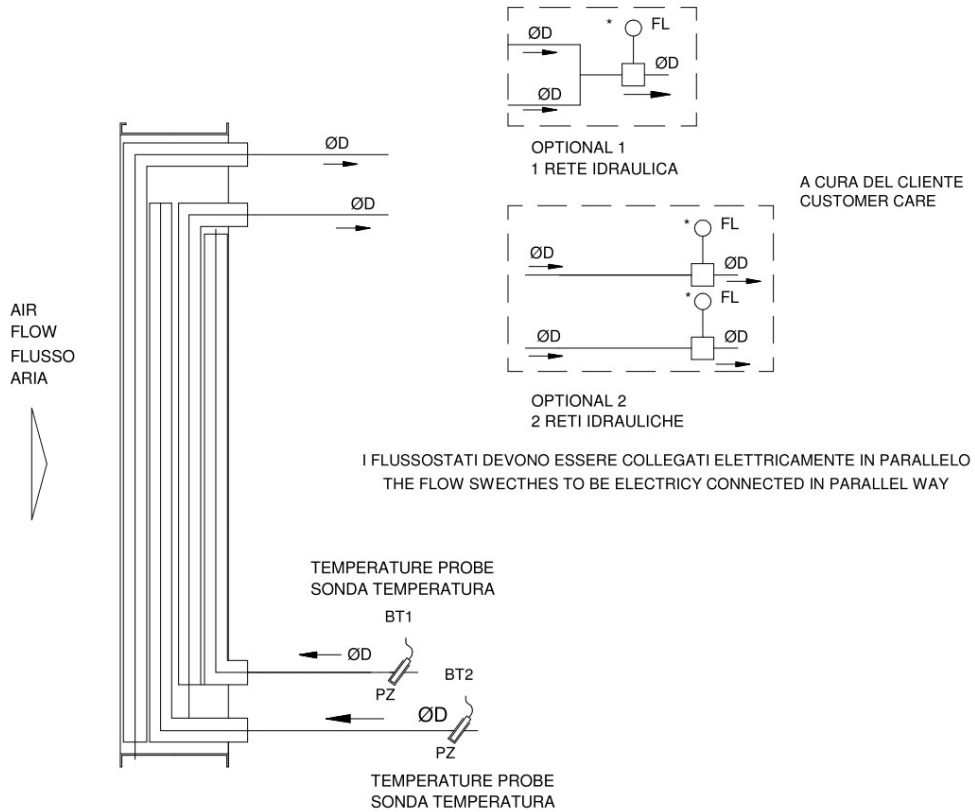 * FL
ØD
ØD
ØD
OPTIONAL 1
1 RETE IDRAULICA
ØD
ØD
A CURA DEL CLIENTE
CUSTOMER CARE
* FL
ØD
ØD
* FL
ØD
ØD
OPTIONAL 2
2 RETI IDRAULICHE
AIR
FLOW
FLUSSO
ARIA
I FLUSSOSTATI DEVONO ESSERE COLLEGATI ELETTRICAMENTE IN PARALLELO
THE FLOW SWECTHES TO BE ELECTRICY CONNECTED IN PARALLEL WAY
TEMPERATURE PROBE
SONDA TEMPERATURA
BT1
ØD
PZ
BT2
ØD
PZ
TEMPERATURE PROBE
SONDA TEMPERATURA